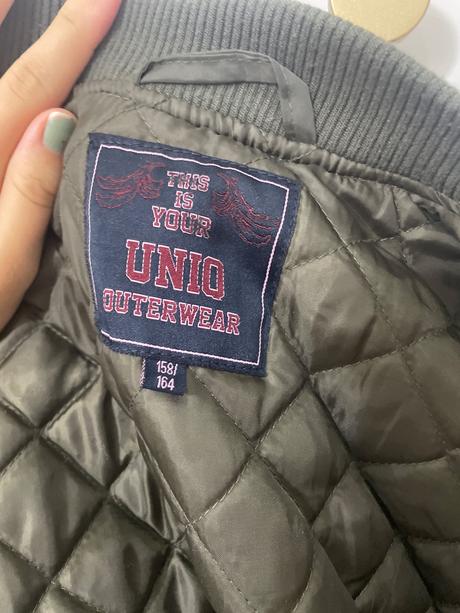 THIS
IS
YOUR
UNIQ
OUTERWEAR
158/
164